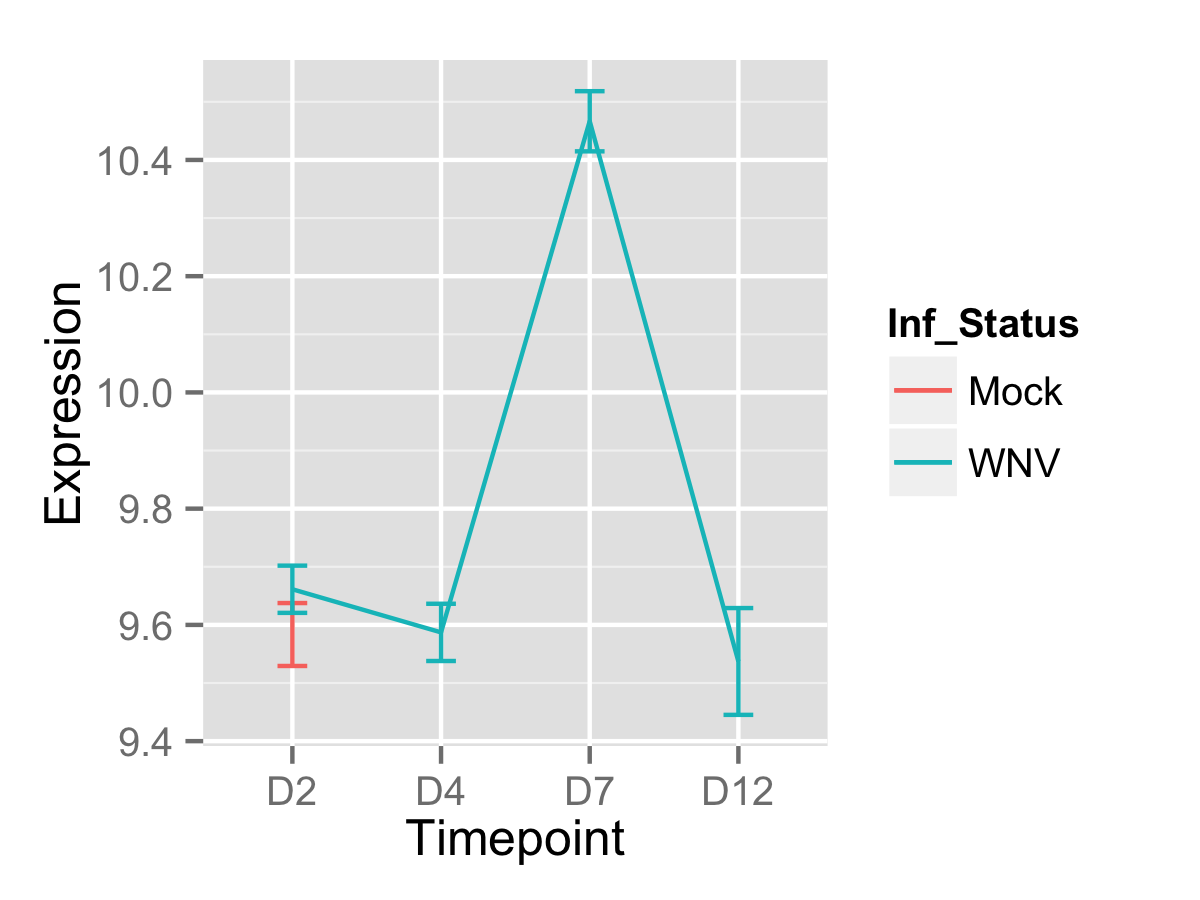 10.4
10.2
10.0
9.8
9.6
9.4
Expression
D2 D4 D7 D12
Timepoint
Inf_Status
Mock
WNV